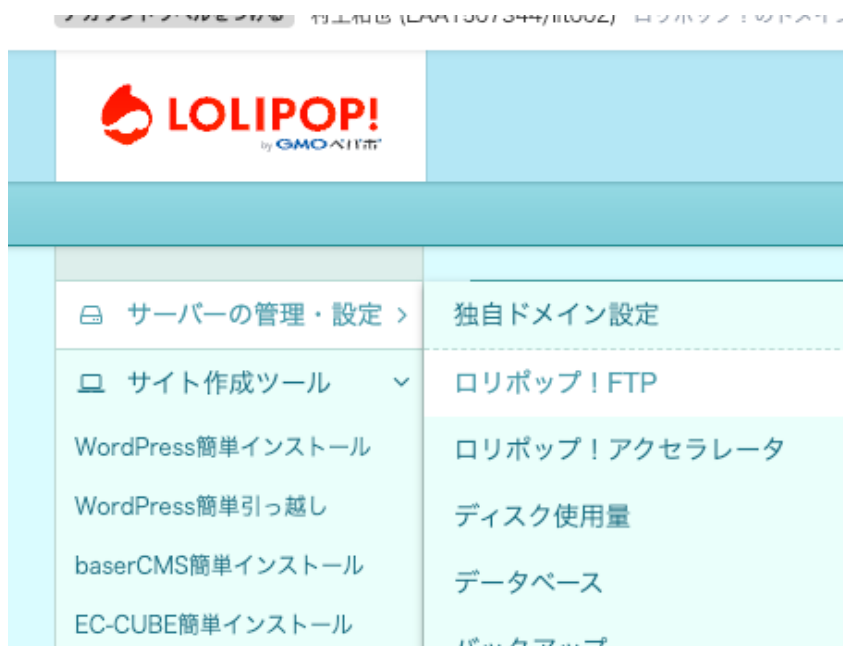 LOLIPOP!
by GMOペパボ
サーバーの管理・設定
サイト作成ツール
WordPress簡単インストール
WordPress簡単引っ越し
baserCMS簡単インストール
EC-CUBE簡単インストール
独自ドメイン設定
ロリポップ！FTP
ロリポップ！アクセラレータ
ディスク使用量
データベース
バックアップ